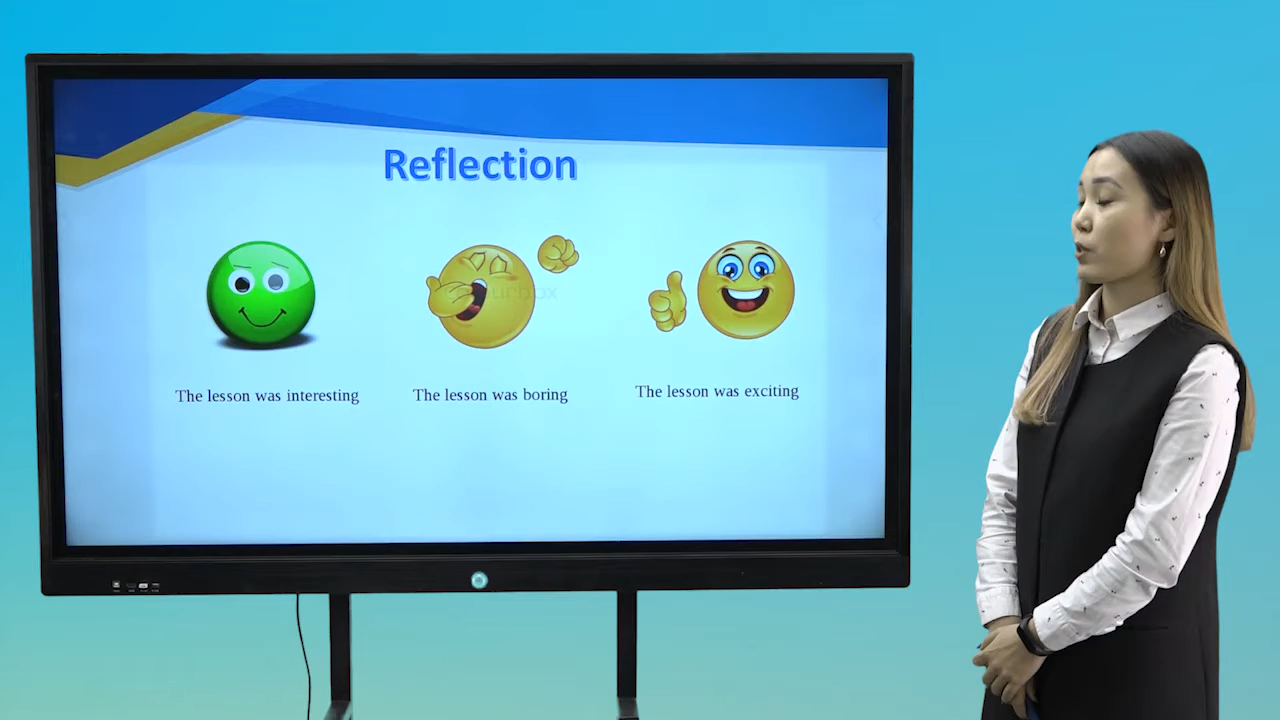 Reflection
The lesson was interesting
The lesson was boring
The lesson was exciting